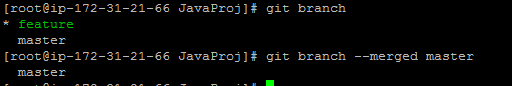 [root@ip-172-31-21-66 JavaProj]# git branch
* feature
  master
[root@ip-172-31-21-66 JavaProj]# git branch --merged master
  master